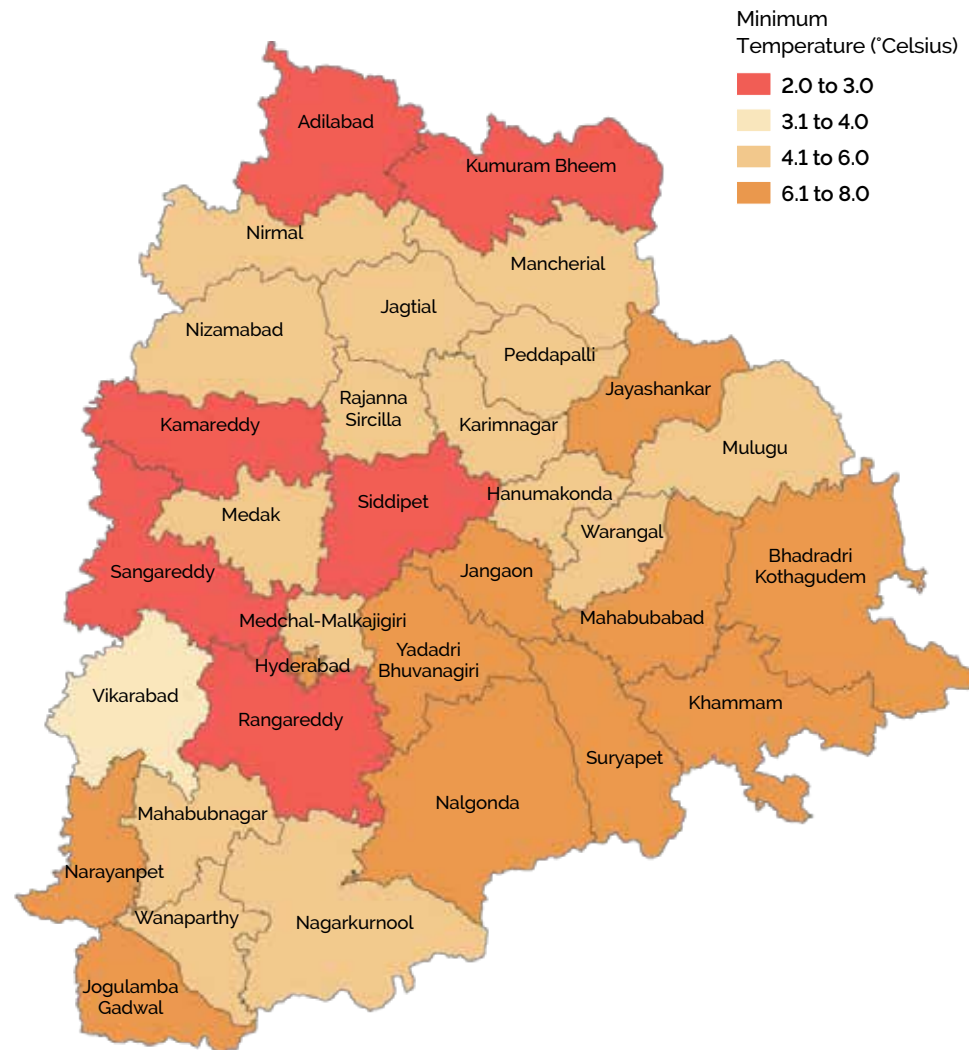 Minimum
Temperature (°Celsius)
2.0 to 3.0
3.1 to 4.0
4.1 to 6.0
6.1 to 8.0
Adilabad
Kumuram Bheem
Nirmal
Mancherial
Jagtial
Nizamabad
Peddapalli
Jayashankar
Rajanna
Sircilla
Kamareddy
Karimnagar
Mulugu
Siddipet
Hanumakonda
Medak
Warangal
Bhadradri
Kothagudem
Sangareddy
Jangaon
Mahabubabad
Medchal-Malkajigiri
Yadadri
Bhuvanagiri
Hyderabad
Vikarabad
Khammam
Rangareddy
Suryapet
Nalgonda
Mahabubnagar
Narayanpet
Wanaparthy
Nagarkurnool
Jogulamba
Gadwal